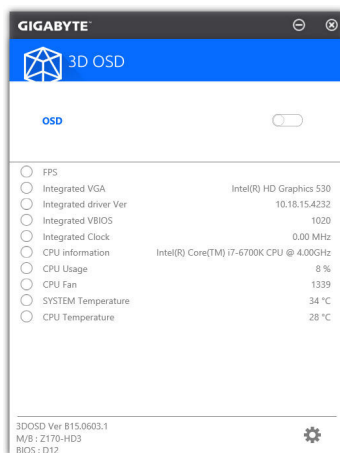 GIGABYTE™
3D OSD
OSD
FPS
Integrated VGA Intel(R) HD Graphics 530
Integrated driver Ver 10.18.15.4232
Integrated VBIOS 1020
Integrated Clock 0.00 MHz
CPU information Intel(R) Core(TM) i7-6700K CPU @ 4.00GHz
CPU Usage 8 %
CPU Fan 1339
SYSTEM Temperature 34 °C
CPU Temperature 28 °C
3DOSD Ver B15.0603.1
M/B : Z170-HD3
BIOS : D12